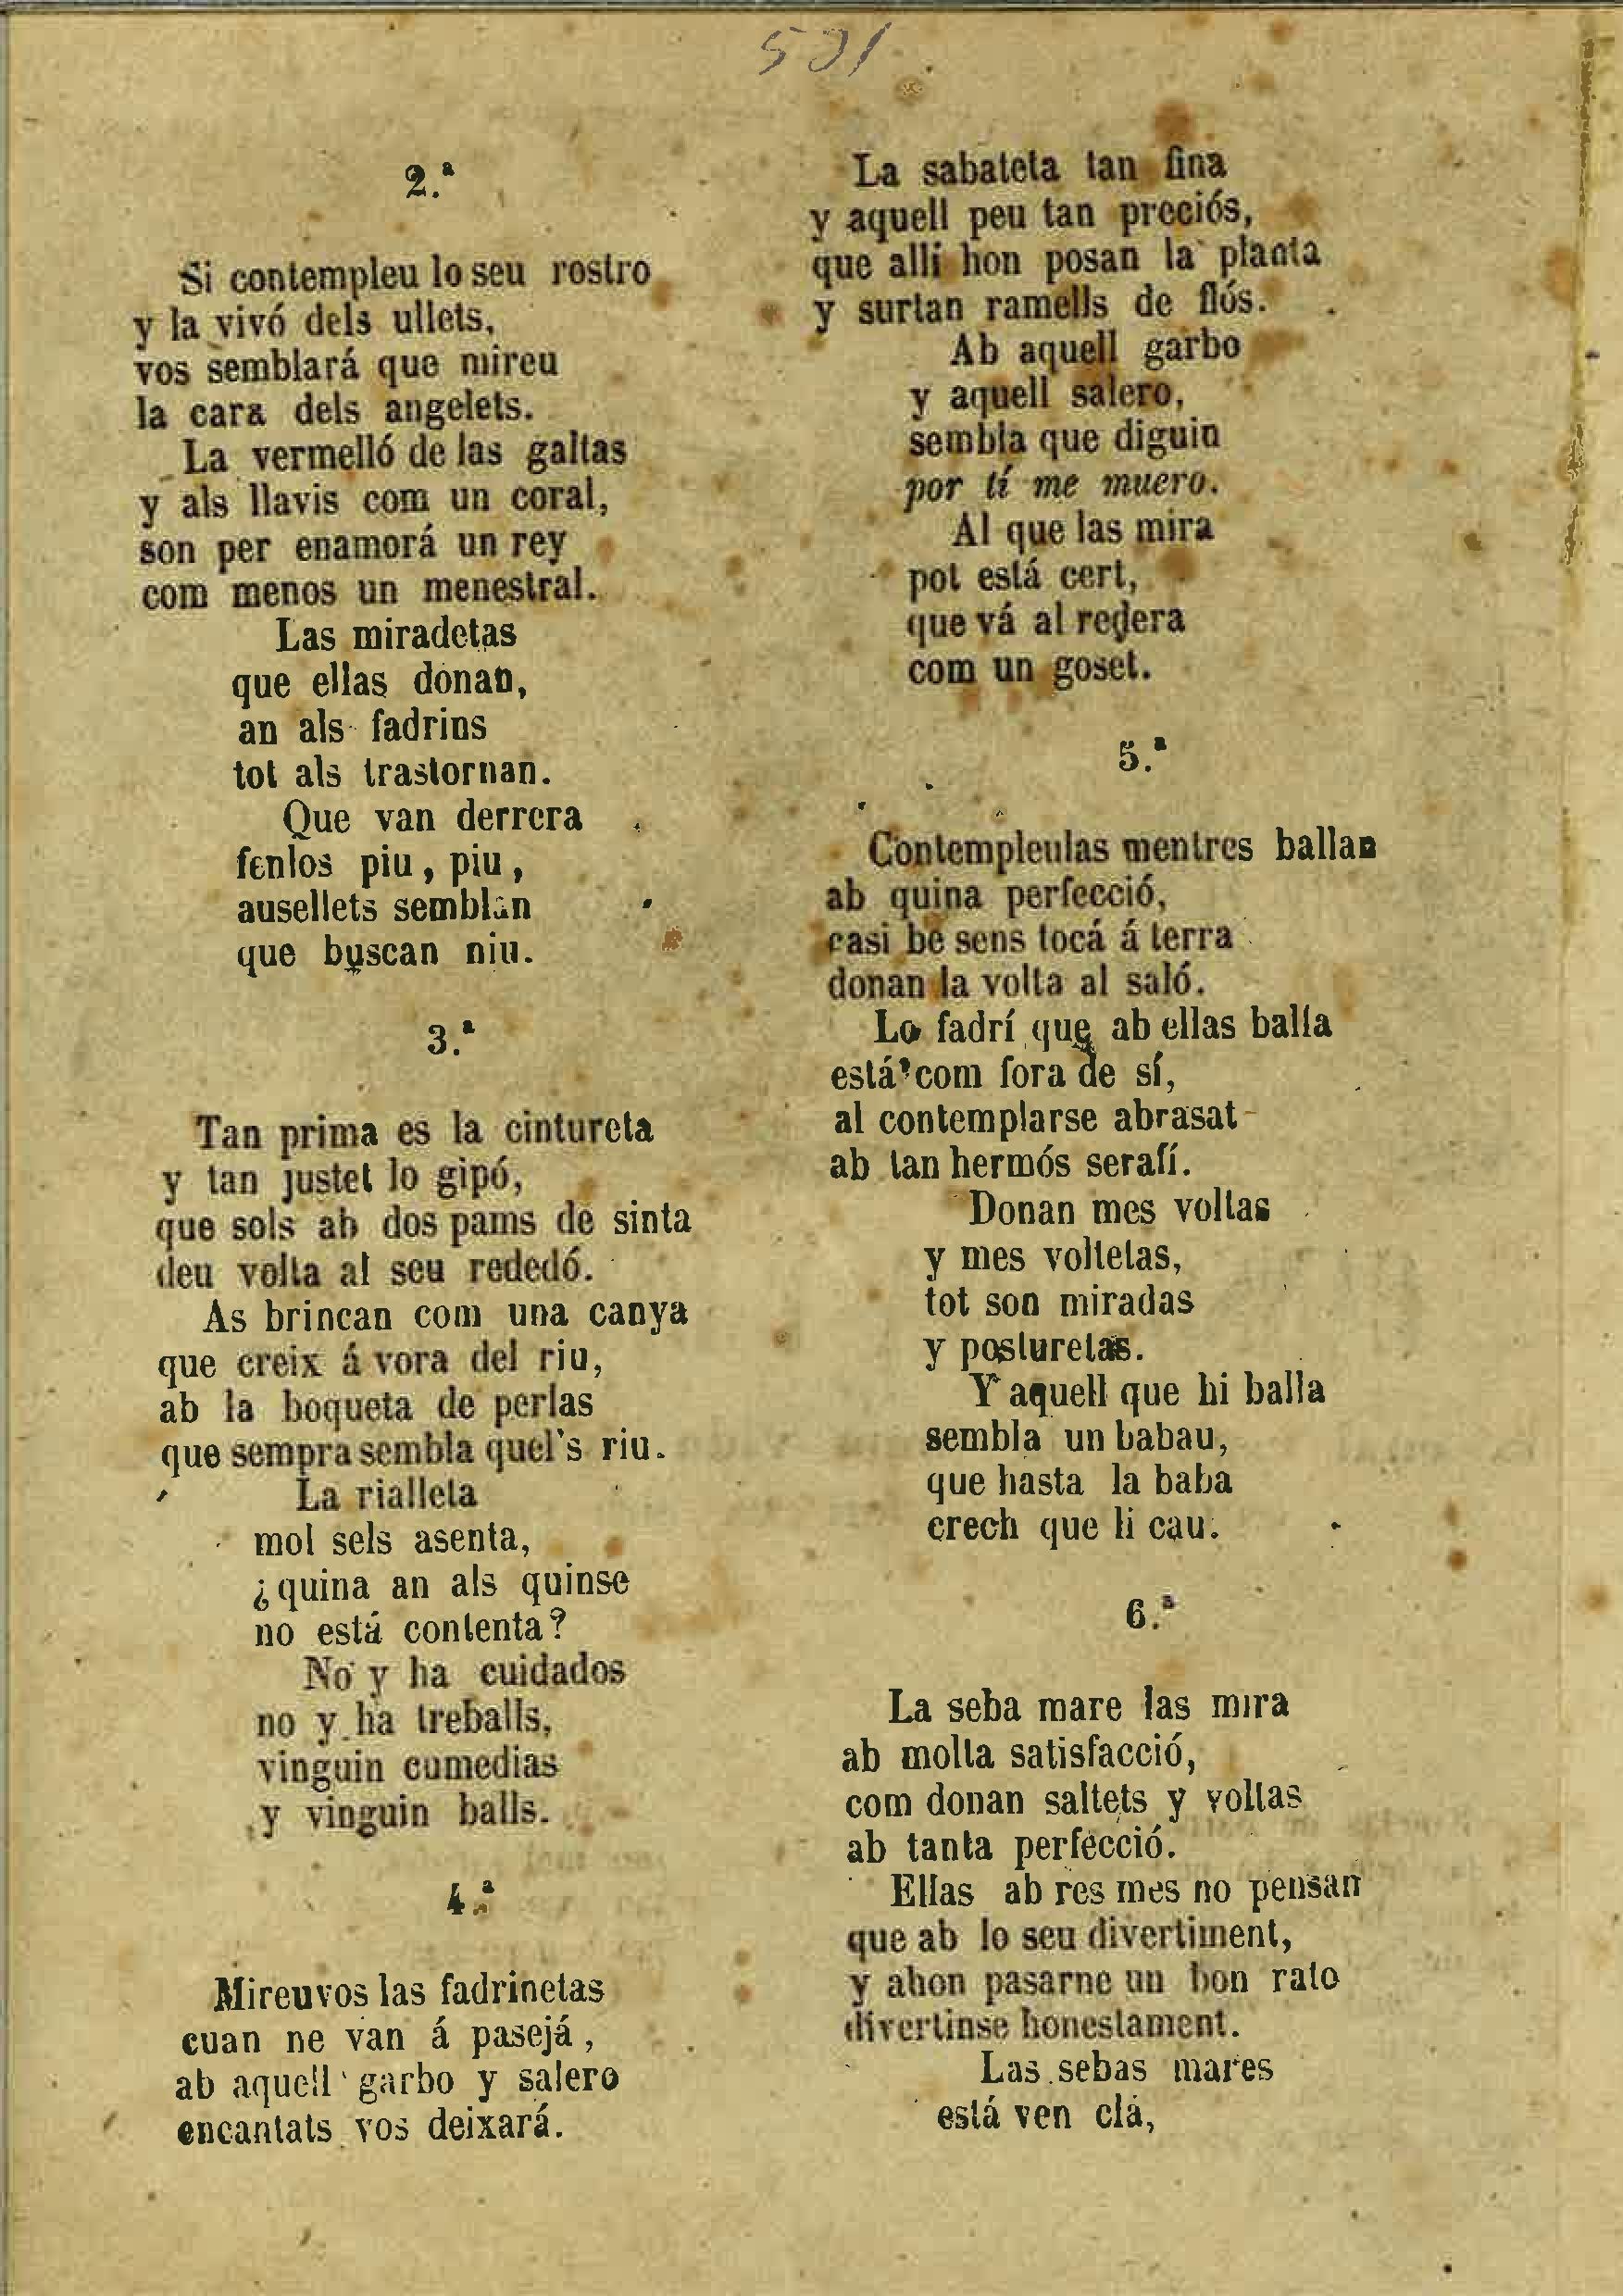 501
2.ª
Si contempleu lo seu rostro
y la vivó dels ullets,
vos semblará que mireu
la cara dels angelets.
La vermelló de las galtas
y als llavis com un coral,
son per enamorá un rey
com menos un menestral.
Las miradetas
que ellas donan,
an als fadrins
tot als trastornan.
Que van derrera
fentos piu, piu,
ausellets semblan
que buscan niu.
3.ª
Tan prima es la cintureta
y tan justet lo gipó,
que sols ab dos pams de sinta
deu volta al seu rededó.
As brincan com una canya
que creix á vora del riu,
ab la boqueta de perlas
que sempra sembla quel's riu.
La rialleta
mol sels asenta,
¿quina an als quinse
no está contenta?
No y ha cuidados
no y ha treballs,
vinguin cumedias
y vinguin balls.
4.ª
Mireuvos las fadrinetas
cuan ne van á pasejá,
ab aquell garbo y salero
encantats vos deixará.
La sabateta tan fina
y aquell peu tan preciós,
que alli hon posan la planta
y surtan ramells de flós.
Ab aquell garbo
y aquell salero,
sembla que diguin
por tí me muero.
Al que las mira
pot está cert,
que vá al redera
com un goset.
5.ª
Contempleulas mentres ballan
ab quina perfecció,
casi be sens tocá á terra
donan la volta al saló.
Lo fadrí que ab ellas balla
está com fora de sí,
al contemplarse abrasat
ab tan hermós serafí.
Donan mes voltas
y mes voltetas,
tot son miradas
y posturetas.
Y aquell que hi balla
sembla un babau,
que hasta la baba
crech que li cau.
6.ª
La seba mare las mira
ab molta satisfacció,
com donan saltets y voltas
ab tanta perfecció.
Ellas ab res mes no pensan
que ab lo seu divertiment,
y ahon pasarne un bon rato
divertinse honestament.
Las sebas mares
está ven clá,